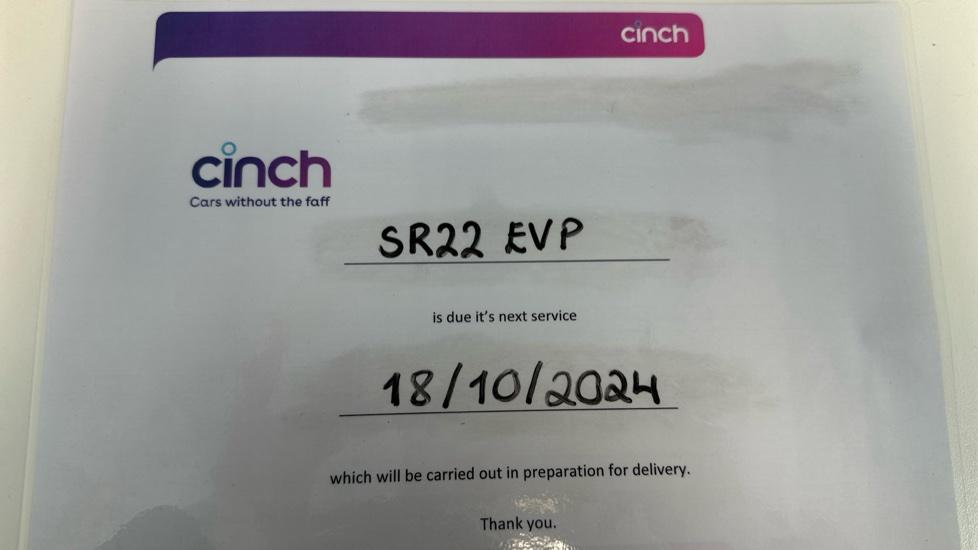 cinch
cinch
Cars without the faff
SR22 EVP
is due it's next service
18/10/2024
which will be carried out in preparation for delivery.
Thank you.